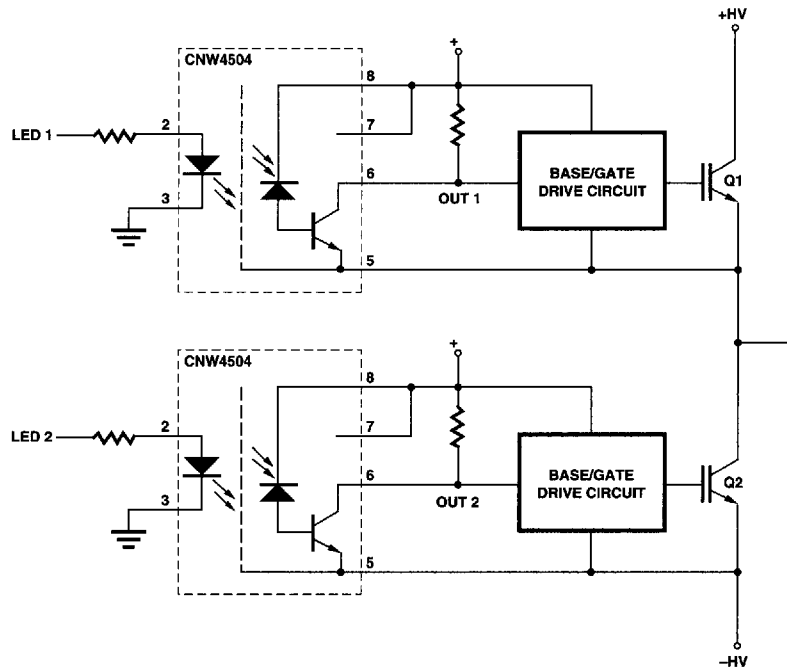 +HV
CNW4504
8
+
7
LED 1
2
BASE/GATE
DRIVE CIRCUIT
Q1
6
3
OUT 1
5
CNW4504
8
+
7
LED 2
2
BASE/GATE
DRIVE CIRCUIT
Q2
6
3
OUT 2
5
–HV